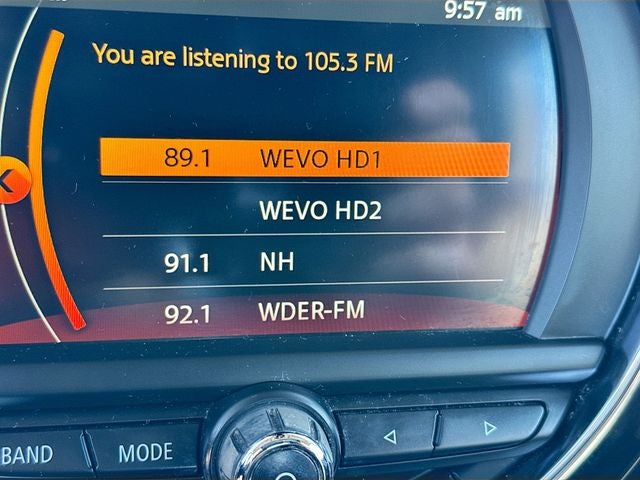 9:57 am
You are listening to 105.3 FM
89.1 WEVO HD1
WEVO HD2
91.1 NH
92.1 WDER-FM
BAND MODE